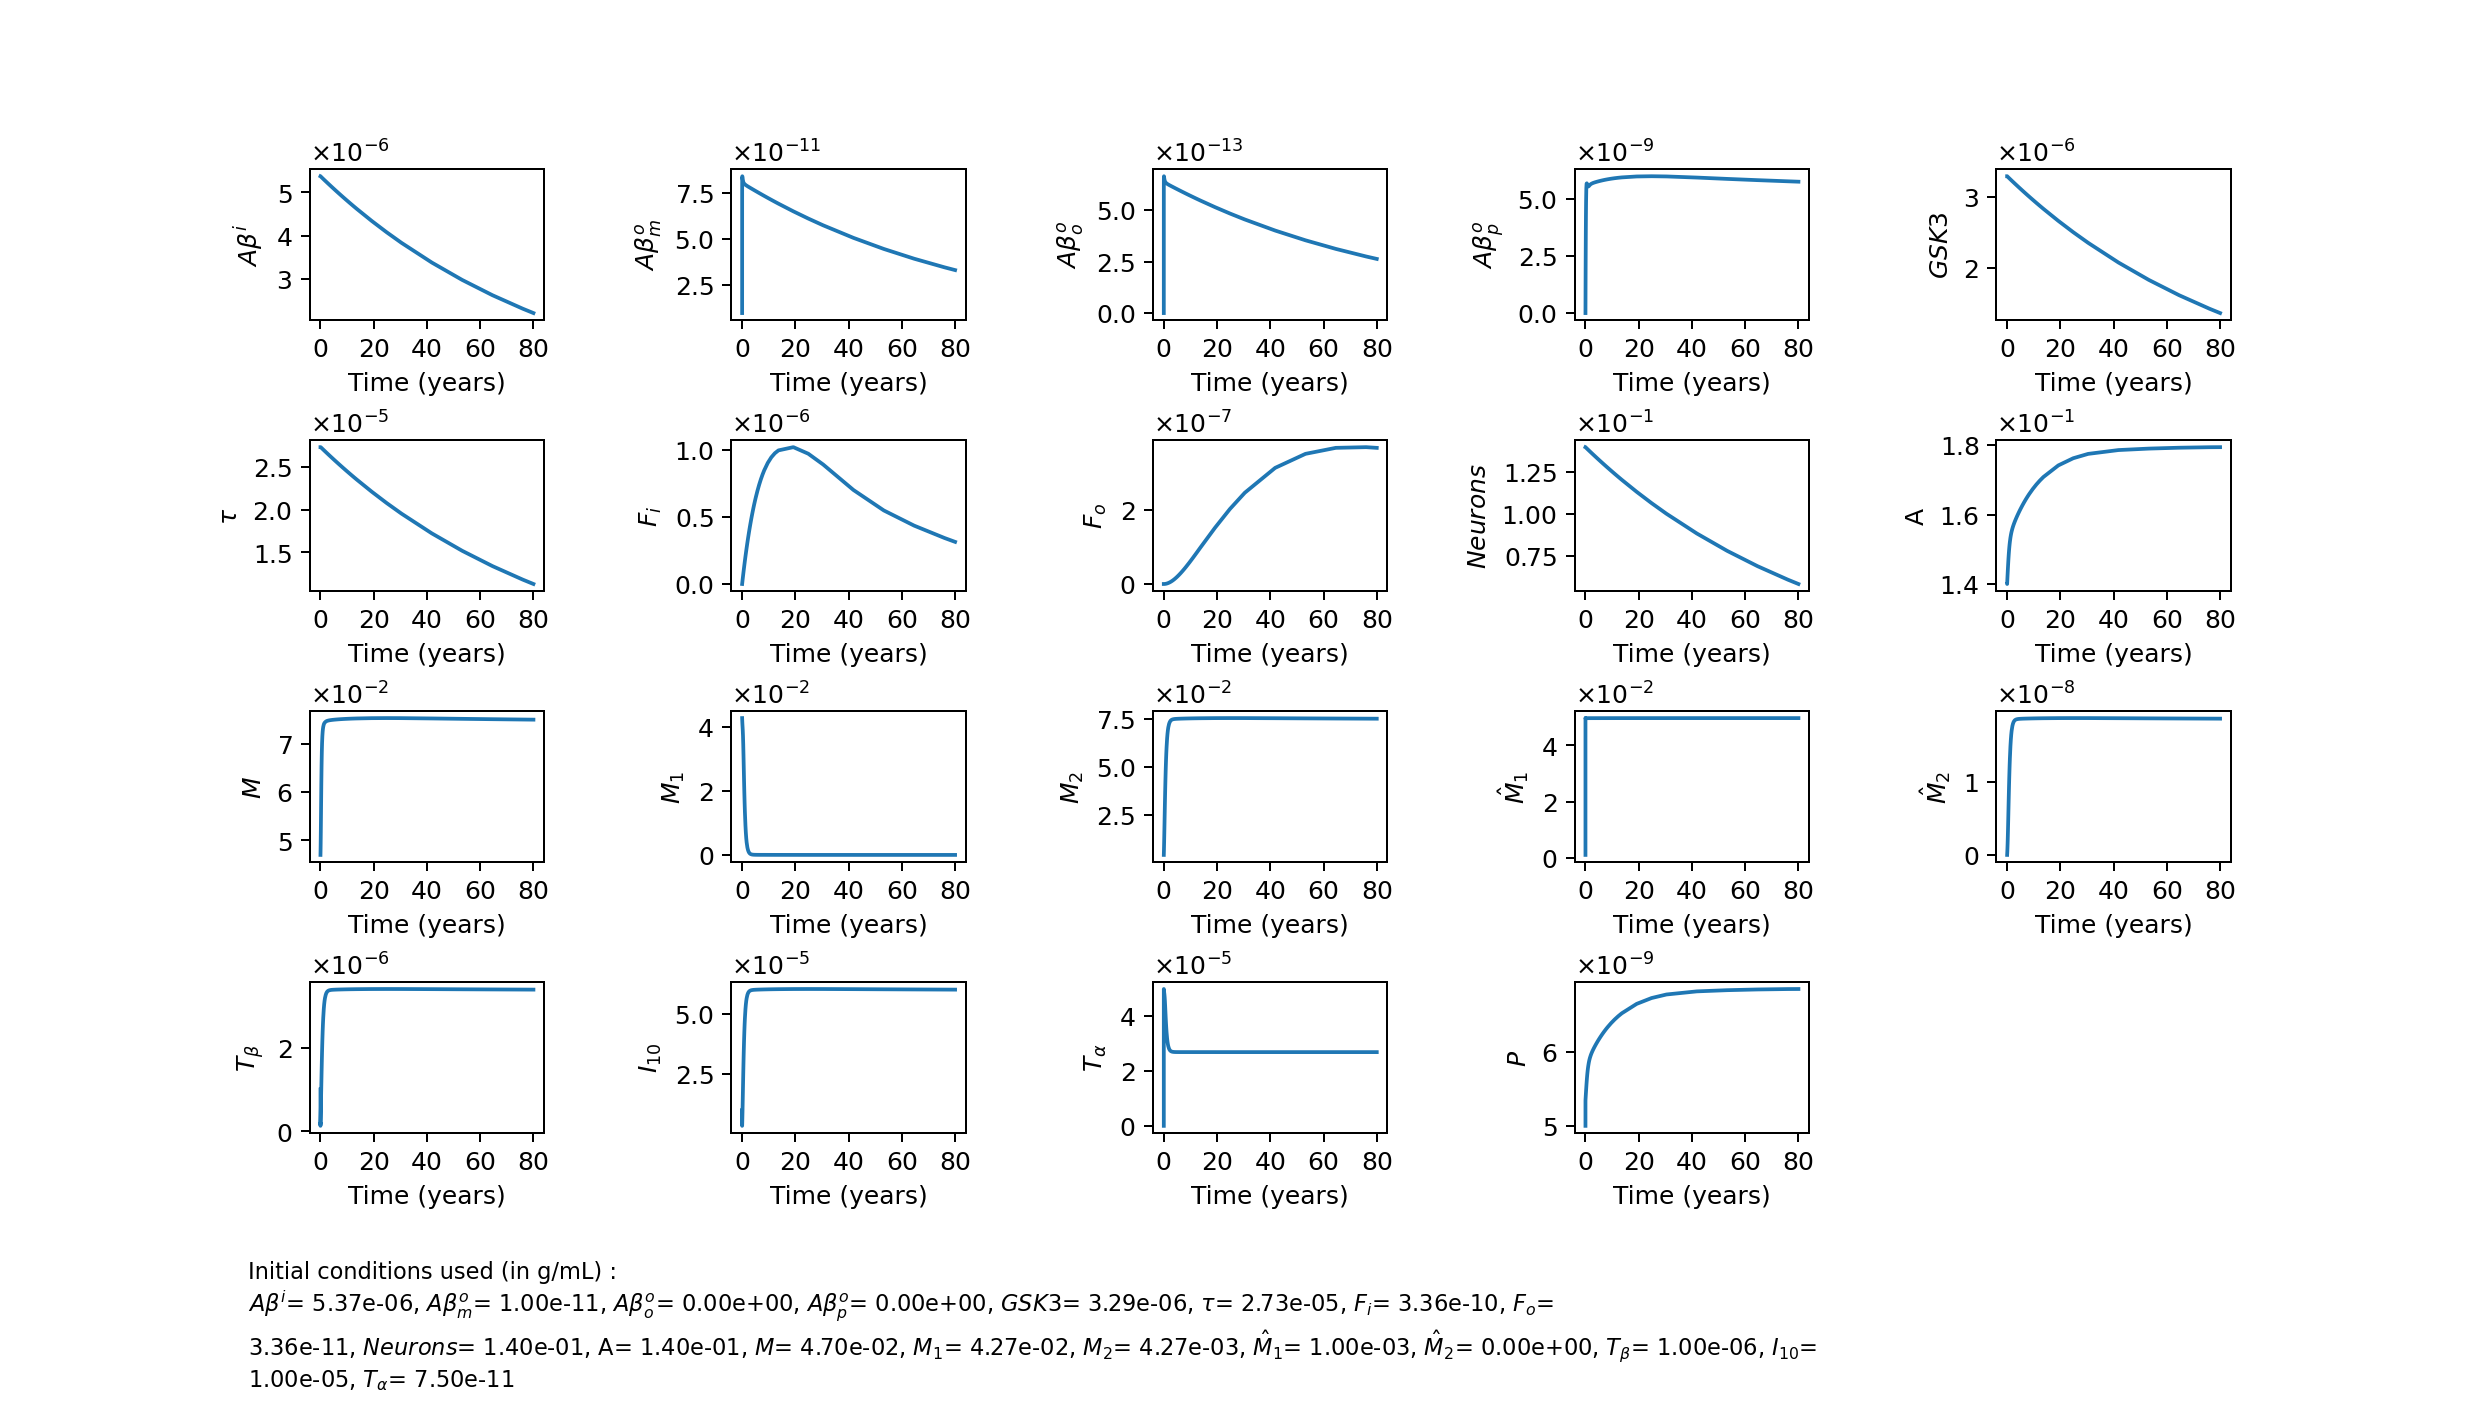 ×10⁻⁶ ×10⁻¹¹ ×10⁻¹³ ×10⁻⁹ ×10⁻⁶
Aβⁱ 5 4 3
Aβₘᵒ 7.5 5.0 2.5
Aβₒᵒ 5.0 2.5 0.0
Aβₚᵒ 5.0 2.5 0.0
GSK3 3 2
0 20 40 60 80 0 20 40 60 80 0 20 40 60 80 0 20 40 60 80 0 20 40 60 80
Time (years) Time (years) Time (years) Time (years) Time (years)
×10⁻⁵ ×10⁻⁶ ×10⁻⁷ ×10⁻¹ ×10⁻¹
τ 2.5 2.0 1.5
Fᵢ 1.0 0.5 0.0
Fₒ 2 0
Neurons 1.25 1.00 0.75
A 1.8 1.6 1.4
0 20 40 60 80 0 20 40 60 80 0 20 40 60 80 0 20 40 60 80 0 20 40 60 80
Time (years) Time (years) Time (years) Time (years) Time (years)
×10⁻² ×10⁻² ×10⁻² ×10⁻² ×10⁻⁸
M 7 6 5
M₁ 4 2 0
M₂ 7.5 5.0 2.5
M̂₁ 4 2 0
M̂₂ 1 0
0 20 40 60 80 0 20 40 60 80 0 20 40 60 80 0 20 40 60 80 0 20 40 60 80
Time (years) Time (years) Time (years) Time (years) Time (years)
×10⁻⁶ ×10⁻⁵ ×10⁻⁵ ×10⁻⁹
Tᵦ 2 0
I₁₀ 5.0 2.5
T_α 4 2 0
P 6 5
0 20 40 60 80 0 20 40 60 80 0 20 40 60 80 0 20 40 60 80
Time (years) Time (years) Time (years) Time (years)
Initial conditions used (in g/mL) :
Aβⁱ= 5.37e-06, Aβₘᵒ= 1.00e-11, Aβₒᵒ= 0.00e+00, Aβₚᵒ= 0.00e+00, GSK3= 3.29e-06, τ= 2.73e-05, Fᵢ= 3.36e-10, Fₒ=
3.36e-11, Neurons= 1.40e-01, A= 1.40e-01, M= 4.70e-02, M₁= 4.27e-02, M₂= 4.27e-03, M̂₁= 1.00e-03, M̂₂= 0.00e+00, Tᵦ= 1.00e-06, I₁₀=
1.00e-05, T_α= 7.50e-11